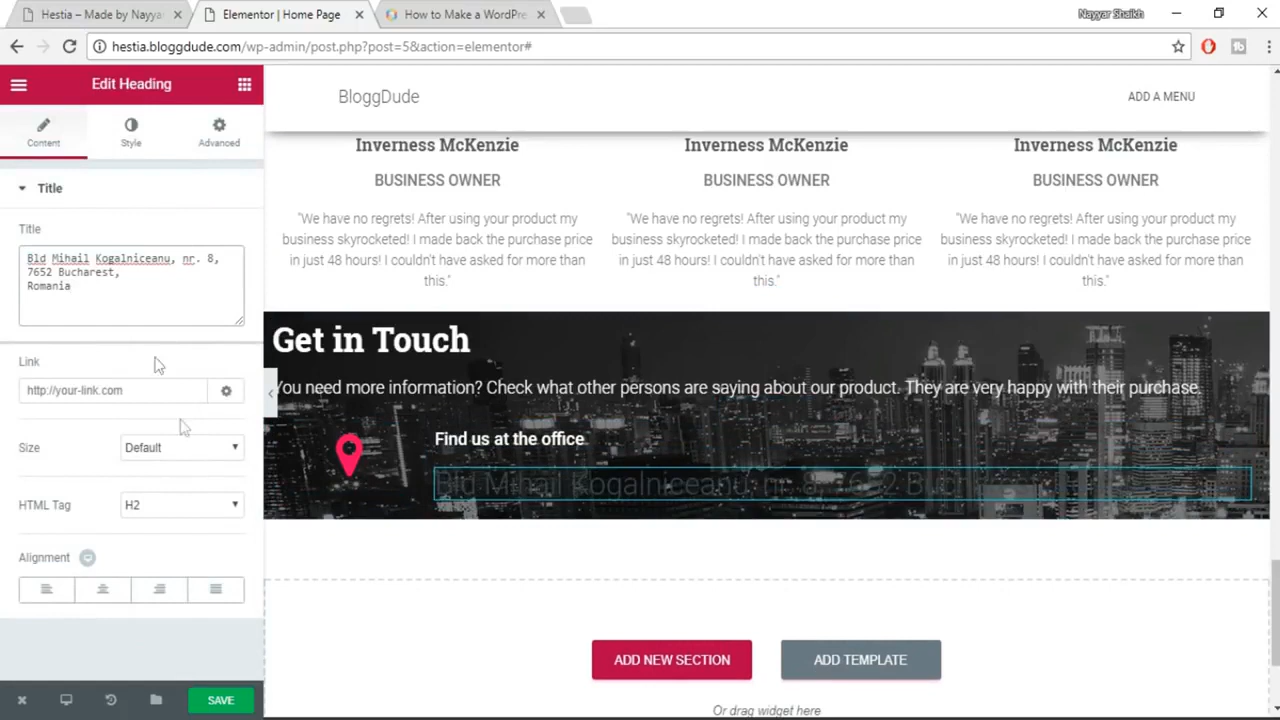 Hestia – Made by Nayya
Elementor | Home Page
How to Make a WordPre
Nayyar Shaikh
hestia.bloggdude.com/wp-admin/post.php?post=5&action=elementor#
Edit Heading
BloggDude
ADD A MENU
Content
Style
Advanced
Inverness McKenzie
Inverness McKenzie
Inverness McKenzie
BUSINESS OWNER
BUSINESS OWNER
BUSINESS OWNER
"We have no regrets! After using your product my
business skyrocketed! I made back the purchase price
in just 48 hours! I couldn't have asked for more than
this."
"We have no regrets! After using your product my
business skyrocketed! I made back the purchase price
in just 48 hours! I couldn't have asked for more than
this."
"We have no regrets! After using your product my
business skyrocketed! I made back the purchase price
in just 48 hours! I couldn't have asked for more than
this."
Title
Title
Bld Mihail Kogalniceanu, nr. 8,
7652 Bucharest,
Romania
Link
http://your-link.com
Size
Default
HTML Tag
H2
Alignment
Get in Touch
You need more information? Check what other persons are saying about our product. They are very happy with their purchase.
Find us at the office
Bld Mihail Kogalniceanu, nr. 8, 7652 Buch
ADD NEW SECTION
ADD TEMPLATE
Or drag widget here
SAVE